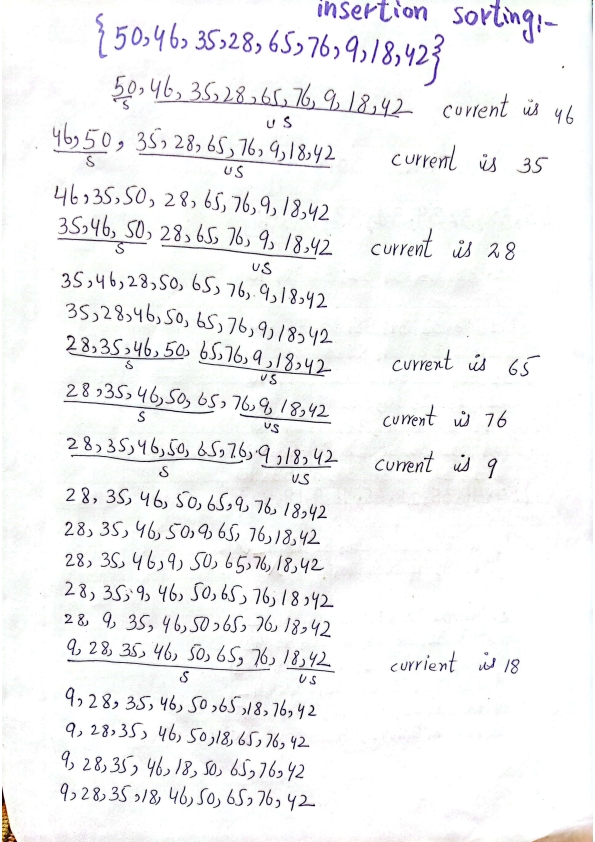 insertion sorting:-
{50,46,35,28,65,76,9,18,42}
50,46,35,28,65,76,9,18,42 current is 46
S US
46,50,35,28,65,76,9,18,42 current is 35
S US
46,35,50,28,65,76,9,18,42
35,46,50,28,65,76,9,18,42 current is 28
S US
35,46,28,50,65,76,9,18,42
35,28,46,50,65,76,9,18,42
28,35,46,50,65,76,9,18,42 current is 65
S US
28,35,46,50,65,76,9,18,42 current is 76
S US
28,35,46,50,65,76,9,18,42 current is 9
S US
28,35,46,50,65,9,76,18,42
28,35,46,50,9,65,76,18,42
28,35,46,9,50,65,76,18,42
28,35,9,46,50,65,76,18,42
28,9,35,46,50,65,76,18,42
9,28,35,46,50,65,76,18,42 currient is 18
S US
9,28,35,46,50,65,18,76,42
9,28,35,46,50,18,65,76,42
9,28,35,46,18,50,65,76,42
9,28,35,18,46,50,65,76,42